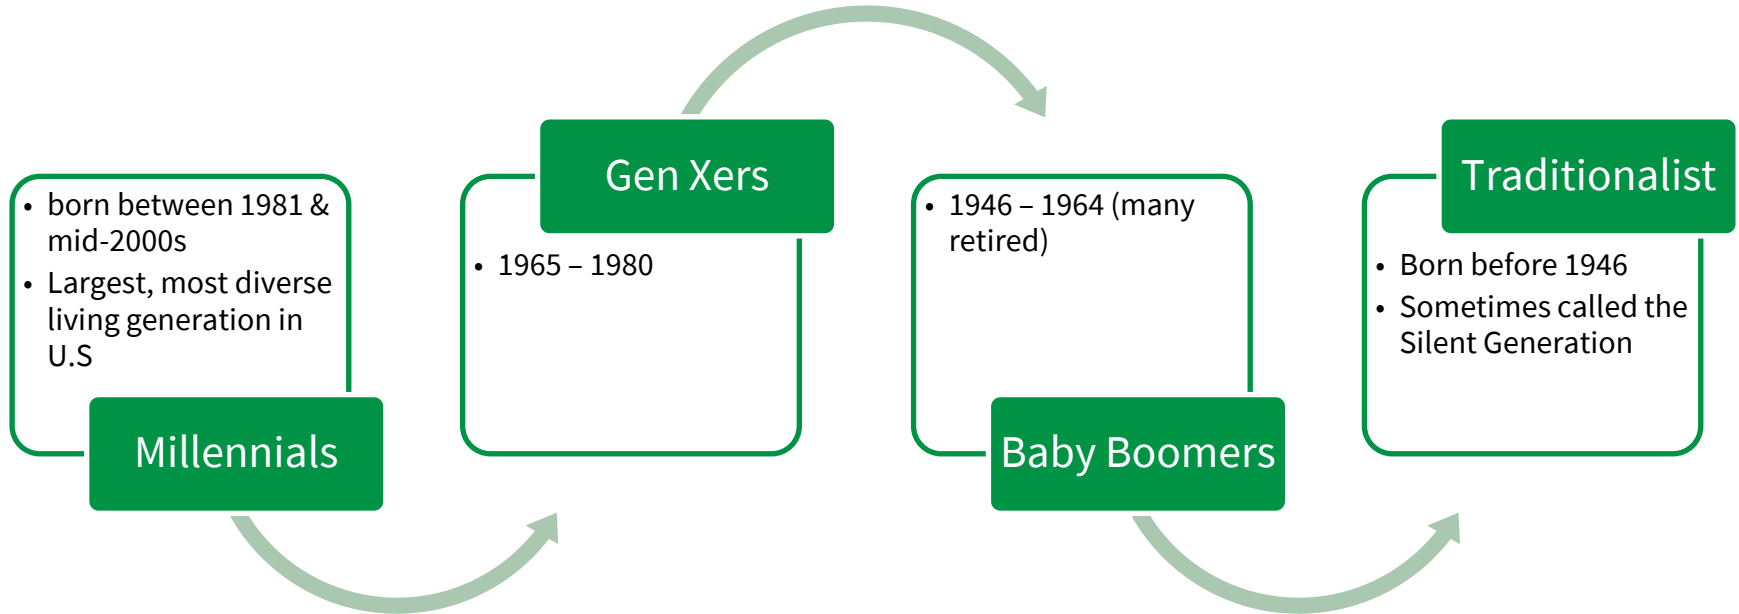 • born between 1981 &
mid-2000s
• Largest, most diverse
living generation in
U.S
Millennials
Gen Xers
• 1965 – 1980
• 1946 – 1964 (many
retired)
Baby Boomers
Traditionalist
• Born before 1946
• Sometimes called the
Silent Generation